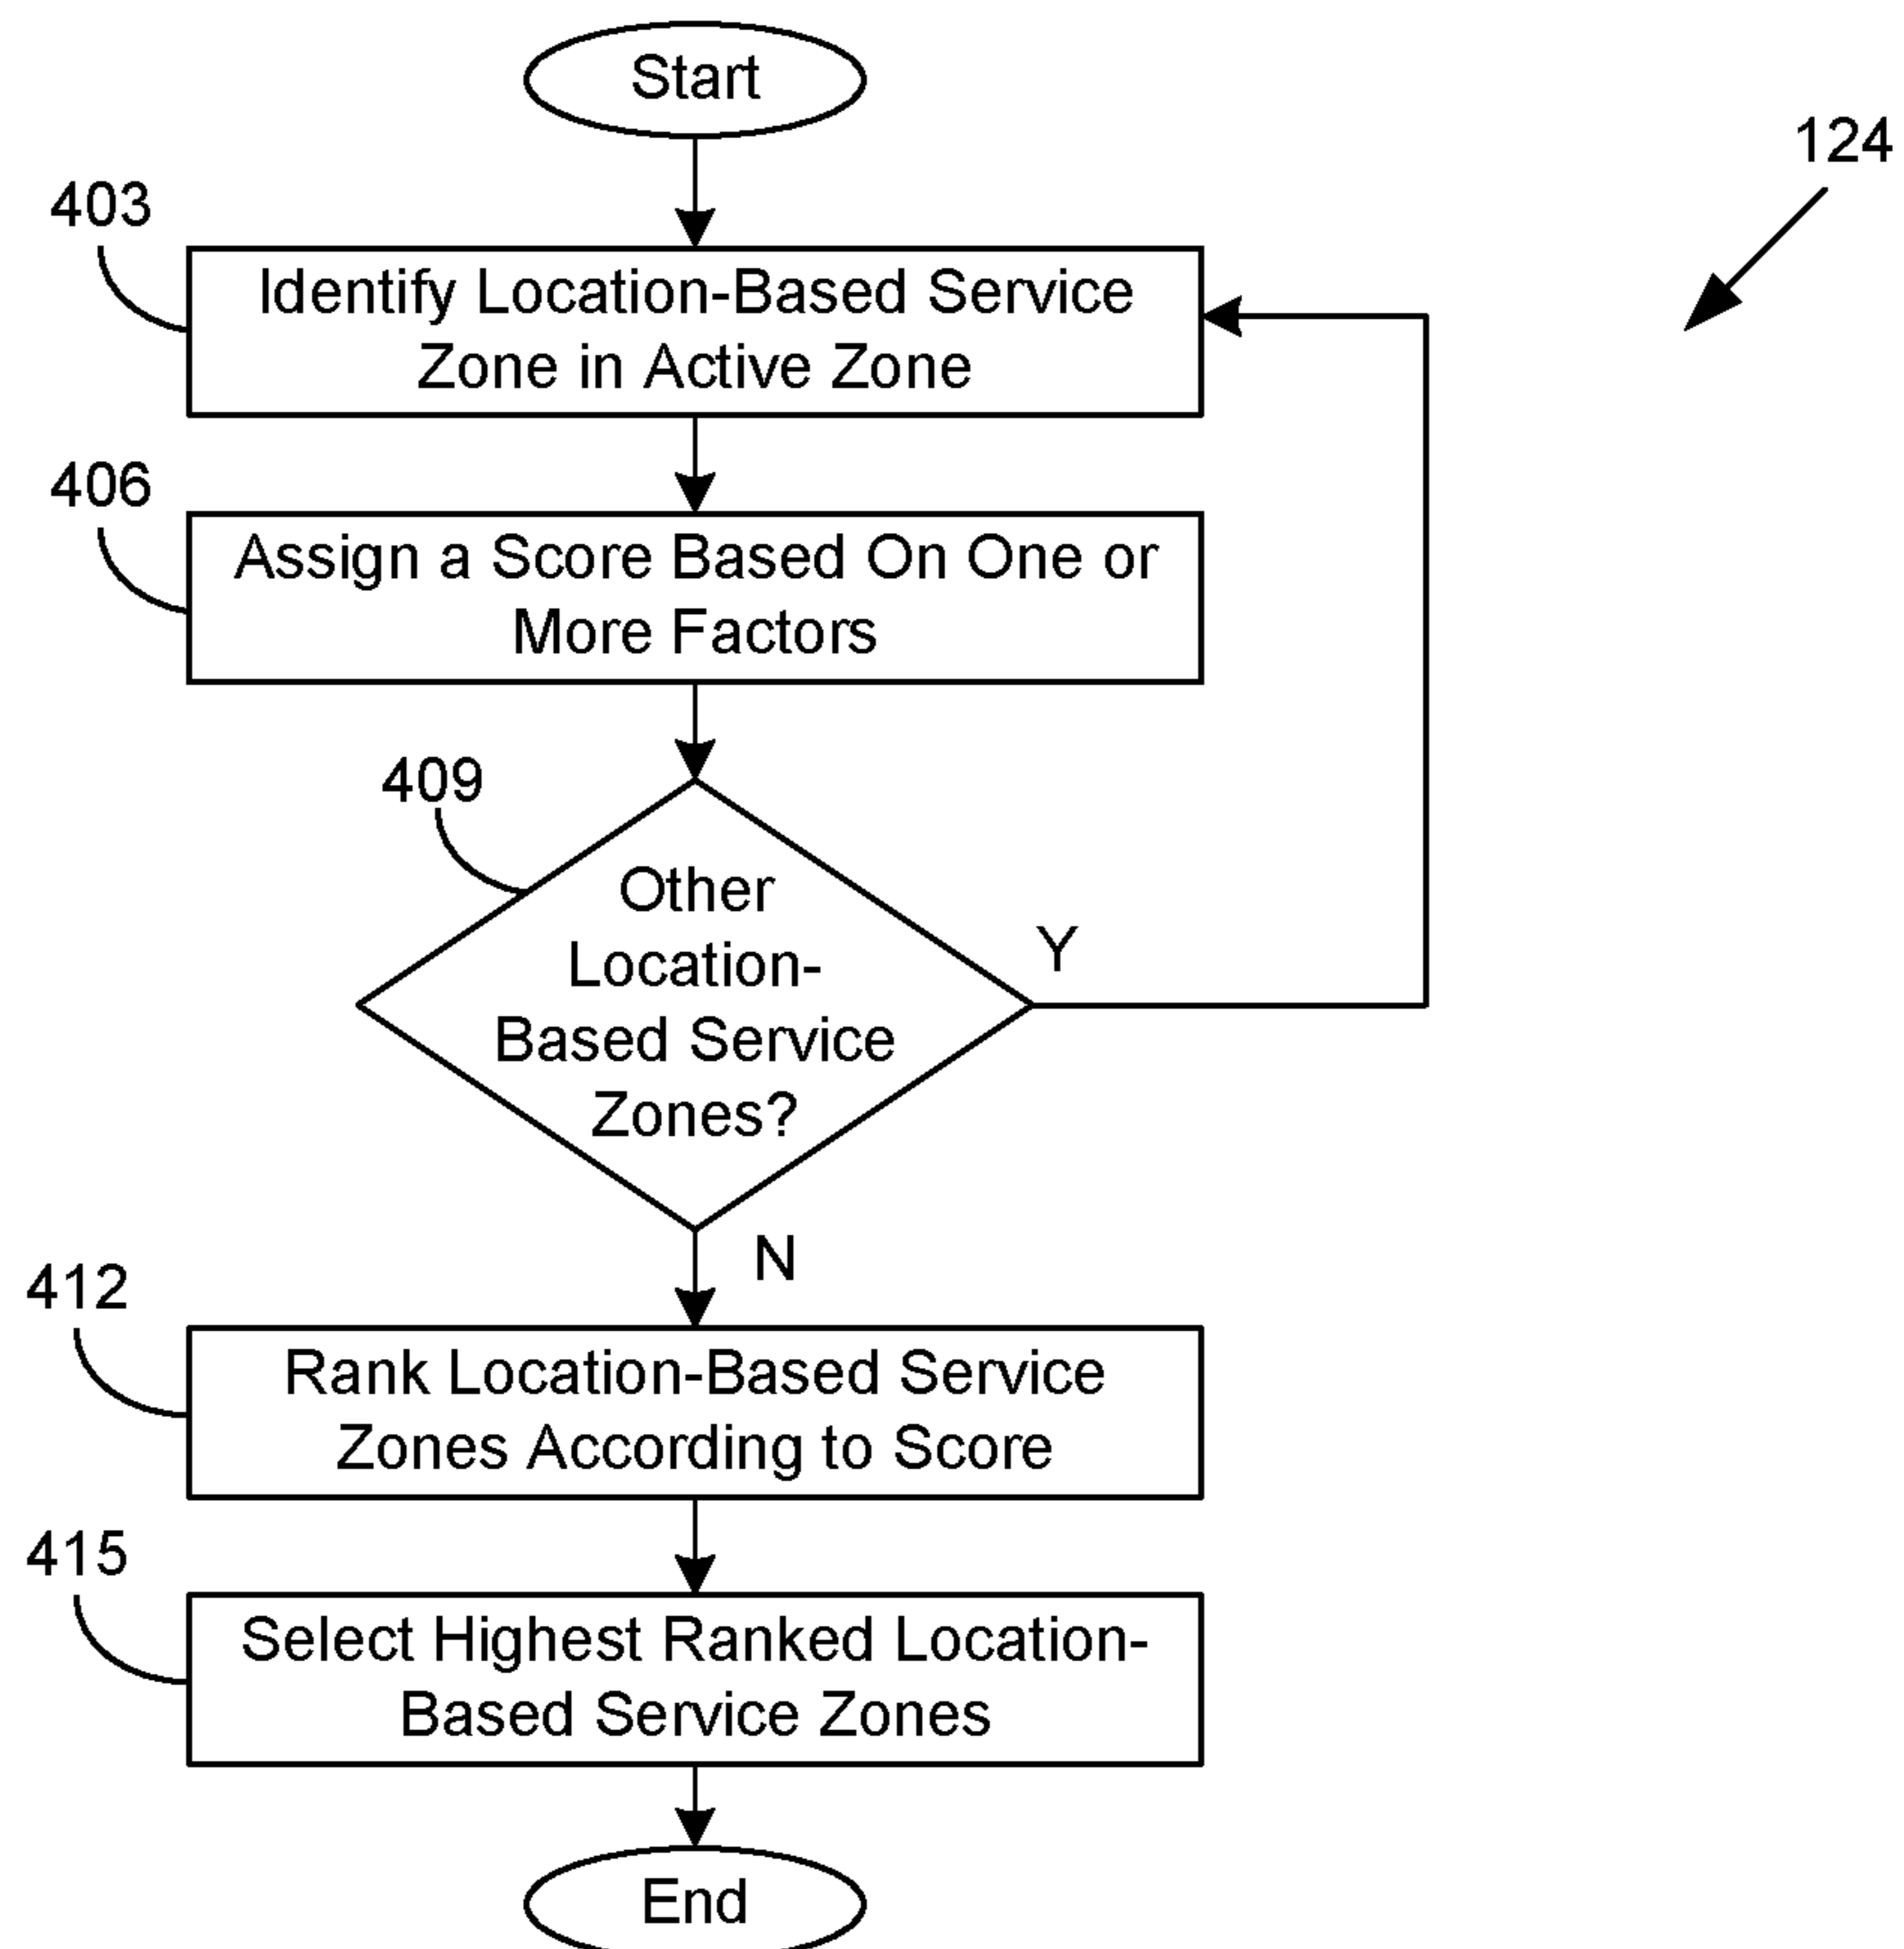 Start
124
403
Identify Location-Based Service
Zone in Active Zone
406
Assign a Score Based On One or
More Factors
409
Other
Location-
Based Service
Zones?
Y
N
412
Rank Location-Based Service
Zones According to Score
415
Select Highest Ranked Location-
Based Service Zones
End